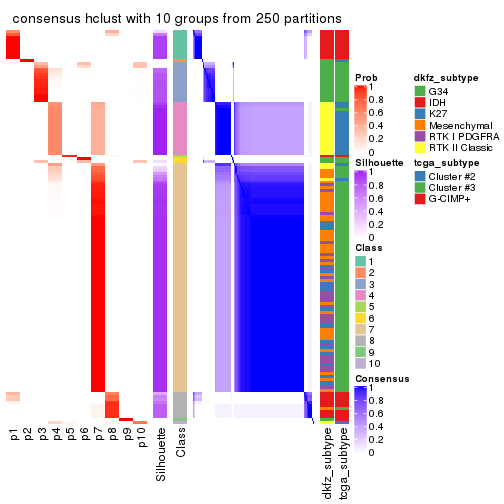 consensus hclust with 10 groups from 250 partitions
p1
p2
p3
p4
p5
p6
p7
p8
p9
p10
Silhouette
Class
dkfz_subtype
tcga_subtype
Prob
1
0.8
0.6
0.4
0.2
0
Silhouette
1
0.8
0.6
0.4
0.2
0
Class
1
2
3
4
5
6
7
8
9
10
Consensus
1
0.8
0.6
0.4
0.2
0
dkfz_subtype
G34
IDH
K27
Mesenchymal
RTK I PDGFRA
RTK II Classic
tcga_subtype
Cluster #2
Cluster #3
G-CIMP+